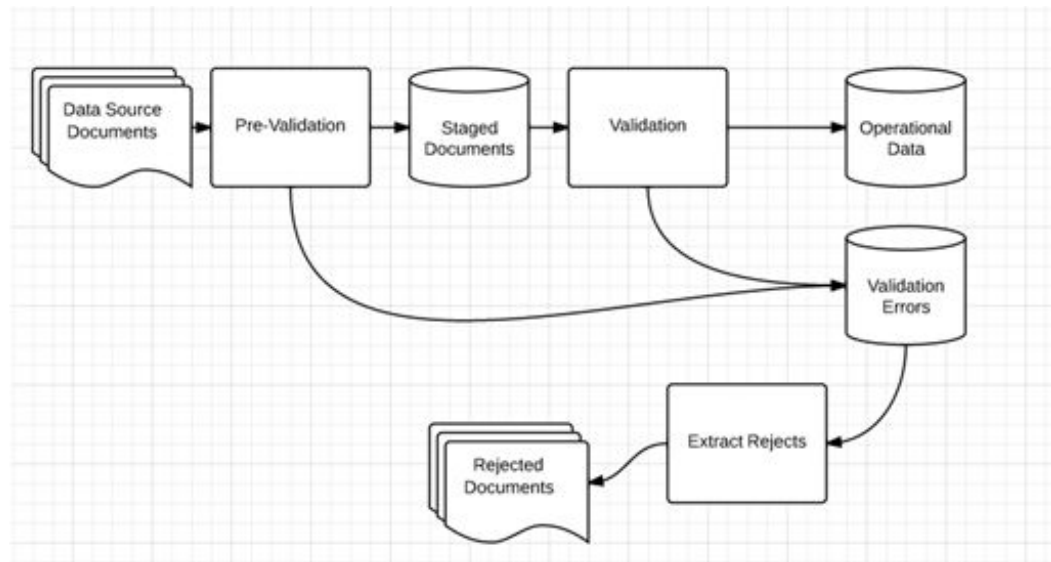 Data Source
Documents
Pre-Validation
Staged
Documents
Validation
Operational
Data
Validation
Errors
Extract Rejects
Rejected
Documents